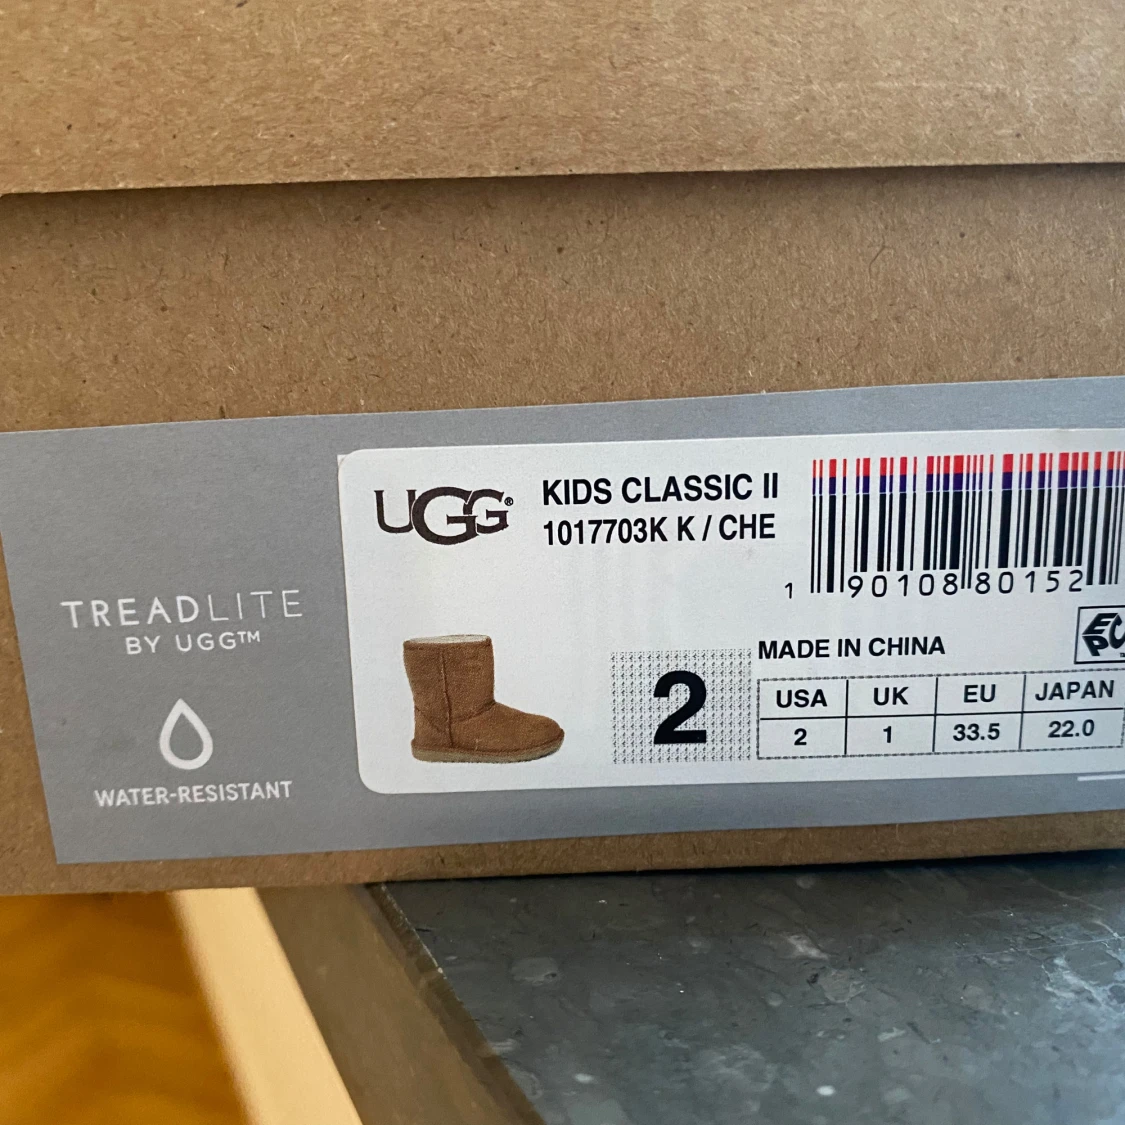 TREADLITE
BY UGG™
WATER-RESISTANT
UGG®
KIDS CLASSIC II
1017703K K / CHE
1 90108 80152
2
MADE IN CHINA
USA UK EU JAPAN
2 1 33.5 22.0